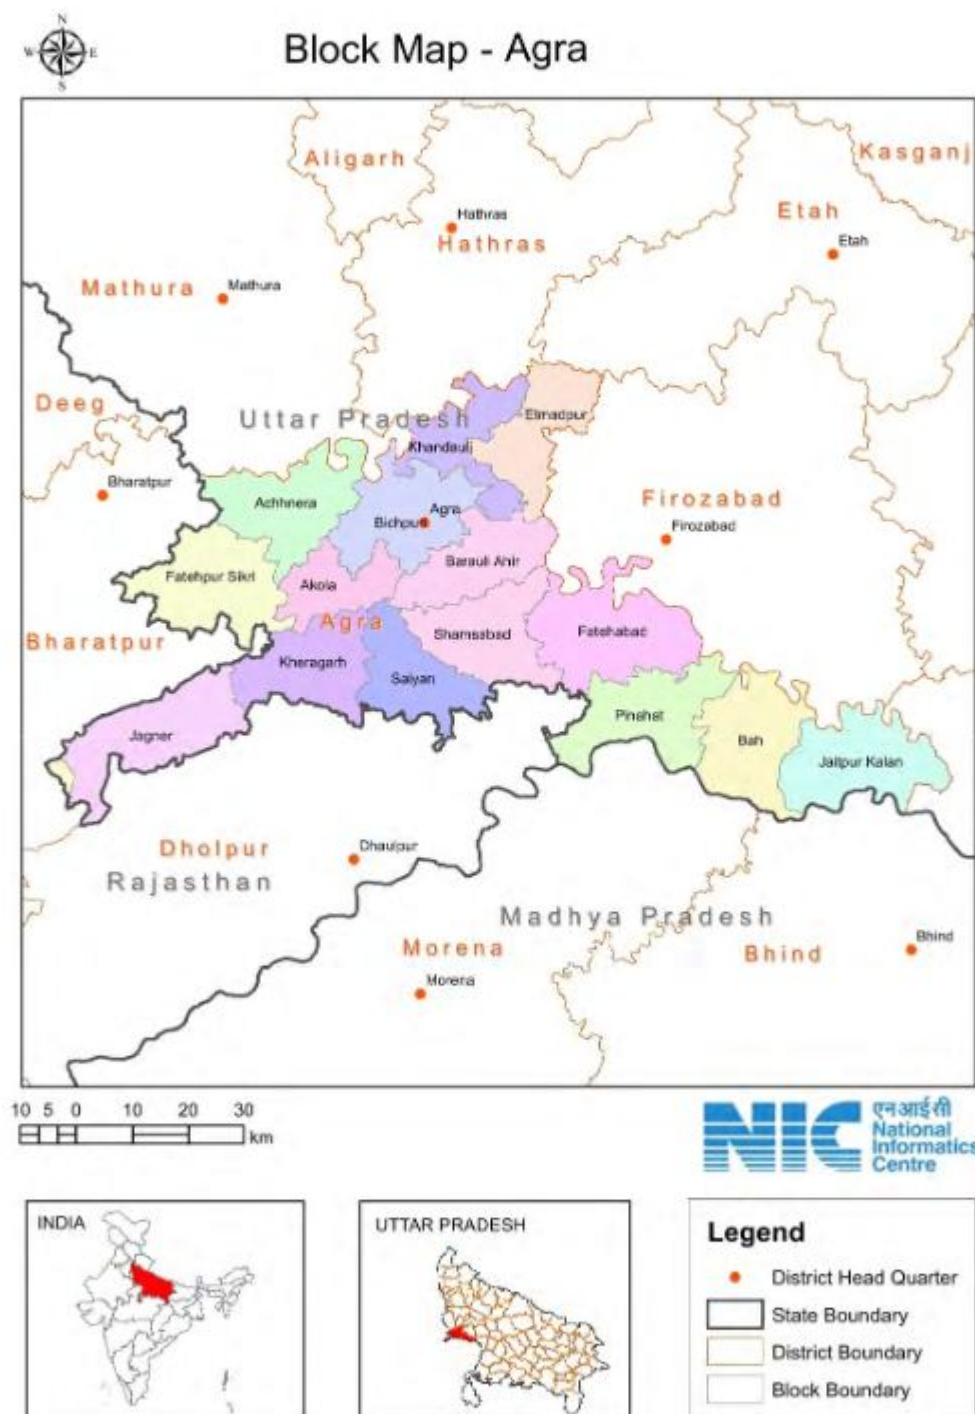 N
W E
S
Block Map - Agra
Aligarh
Kasganj
Hathras
Hathras
Etah
Etah
Mathura
Mathura
Deeg
Uttar Pradesh
Etmadpur
Khandauli
Bharatpur
Achhnera
Bichpuri
Agra
Firozabad
Firozabad
Fatehpur Sikri
Akola
Barauli Ahir
Agra
Shamsabad
Fatehabad
Bharatpur
Kheragarh
Saiyan
Jagner
Pinahat
Bah
Jaitpur Kalan
Dholpur
Dhaulpur
Rajasthan
Madhya Pradesh
Morena
Bhind
Bhind
Morena
10 5 0 10 20 30
km
NIC
एनआईसी
National
Informatics
Centre
INDIA
UTTAR PRADESH
Legend
District Head Quarter
State Boundary
District Boundary
Block Boundary